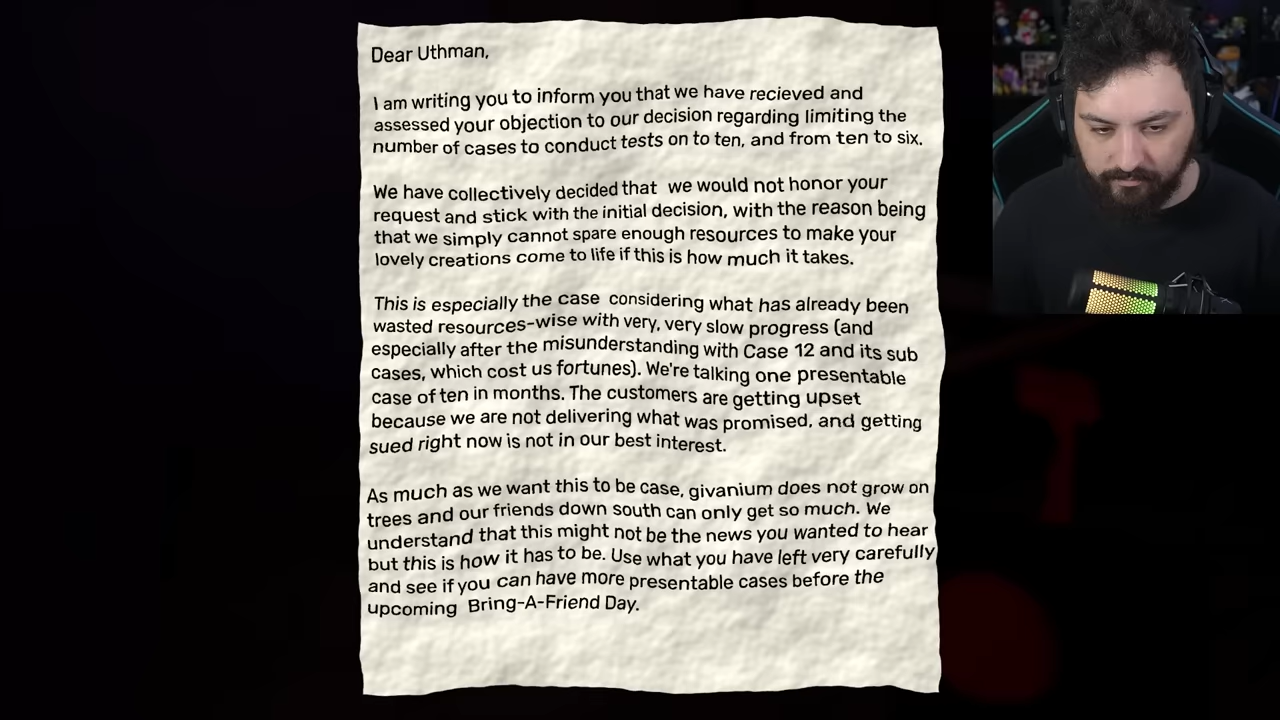 Dear Uthman,
I am writing you to inform you that we have recieved and
assessed your objection to our decision regarding limiting the
number of cases to conduct tests on to ten, and from ten to six.
We have collectively decided that we would not honor your
request and stick with the initial decision, with the reason being
that we simply cannot spare enough resources to make your
lovely creations come to life if this is how much it takes.
This is especially the case considering what has already been
wasted resources-wise with very, very slow progress (and
especially after the misunderstanding with Case 12 and its sub
cases, which cost us fortunes). We're talking one presentable
case of ten in months. The customers are getting upset
because we are not delivering what was promised, and getting
sued right now is not in our best interest.
As much as we want this to be case, givanium does not grow on
trees and our friends down south can only get so much. We
understand that this might not be the news you wanted to hear
but this is how it has to be. Use what you have left very carefully
and see if you can have more presentable cases before the
upcoming Bring-A-Friend Day.